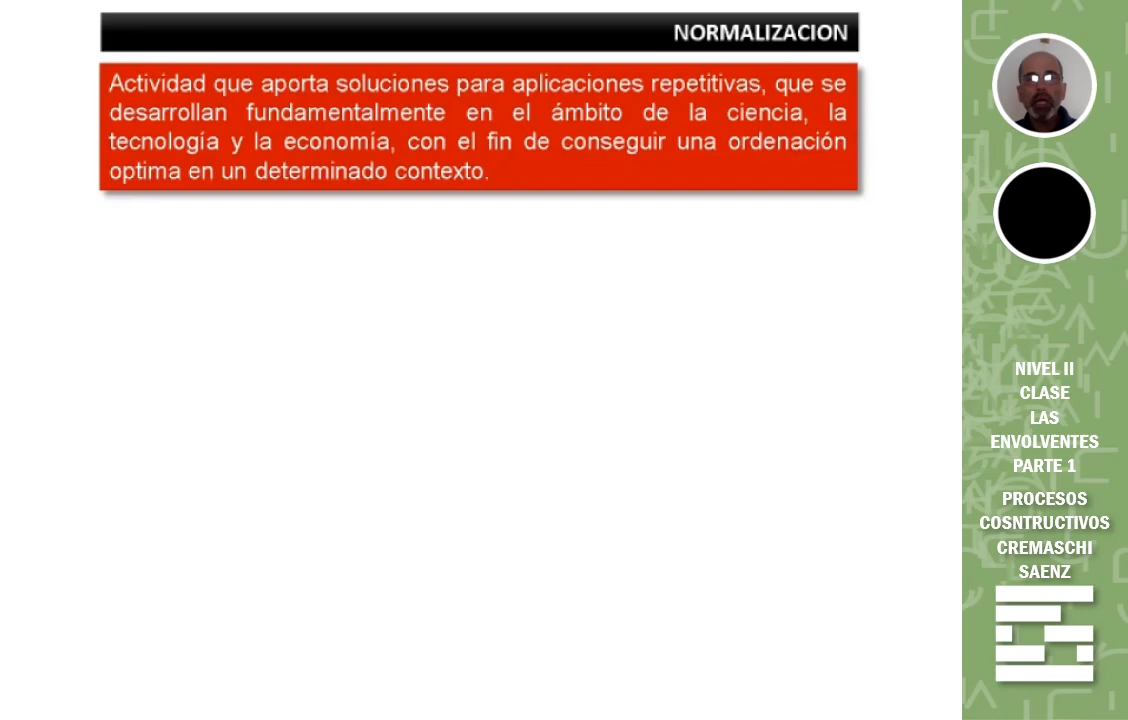 NORMALIZACION
Actividad que aporta soluciones para aplicaciones repetitivas, que se
desarrollan fundamentalmente en el ámbito de la ciencia, la
tecnología y la economía, con el fin de conseguir una ordenación
optima en un determinado contexto.
NIVEL II
CLASE
LAS
ENVOLVENTES
PARTE 1
PROCESOS
COSNTRUCTIVOS
CREMASCHI
SAENZ